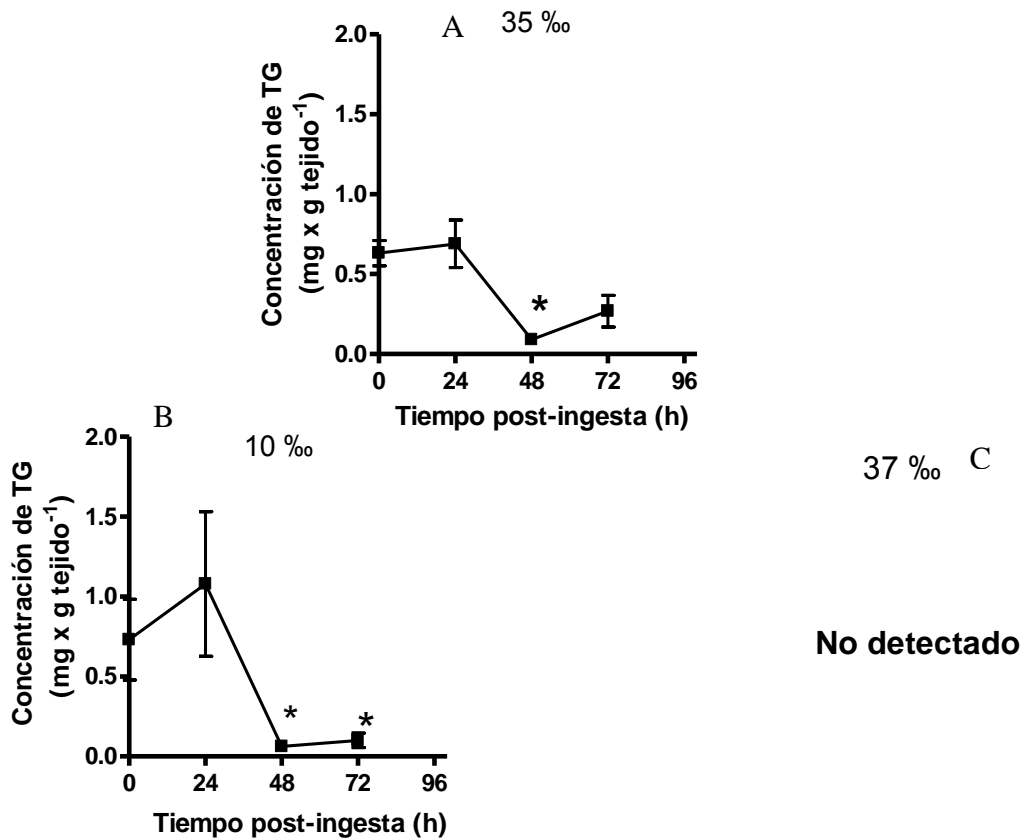 A 35 ‰
Concentración de TG
(mg x g tejido⁻¹)
2.0
1.5
1.0
0.5
0.0
*
0 24 48 72 96
Tiempo post-ingesta (h)
B 10 ‰
Concentración de TG
(mg x g tejido⁻¹)
2.0
1.5
1.0
0.5
0.0
* *
0 24 48 72 96
Tiempo post-ingesta (h)
37 ‰ C
No detectado